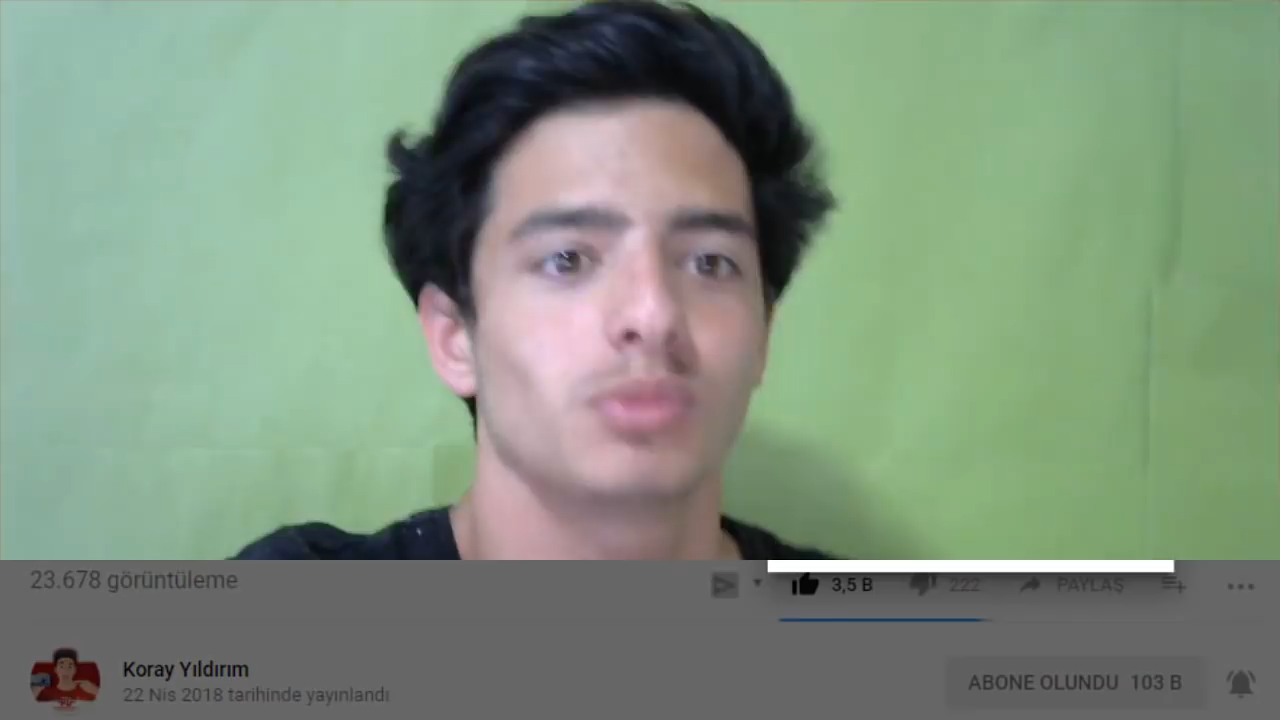 23.678 görüntüleme
3,5 B 222 PAYLAŞ
Koray Yıldırım
22 Nis 2018 tarihinde yayınlandı
ABONE OLUNDU 103 B